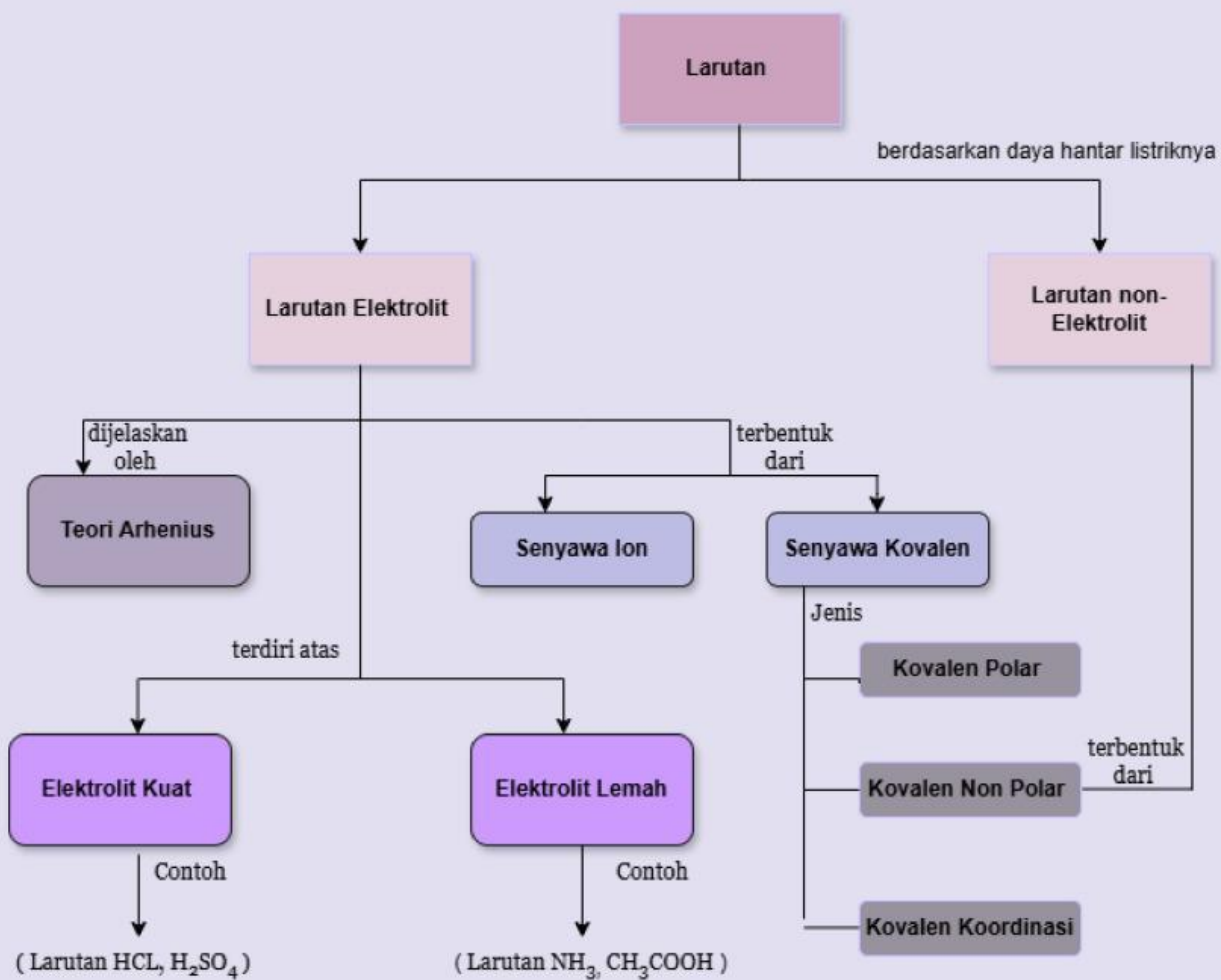 Larutan
berdasarkan daya hantar listriknya
Larutan Elektrolit
Larutan non-
Elektrolit
dijelaskan
oleh
terbentuk
dari
Teori Arhenius
Senyawa Ion
Senyawa Kovalen
Jenis
terdiri atas
Kovalen Polar
Elektrolit Kuat
Elektrolit Lemah
Kovalen Non Polar
terbentuk
dari
Contoh
Contoh
Kovalen Koordinasi
( Larutan HCL, H₂SO₄ )
( Larutan NH₃, CH₃COOH )